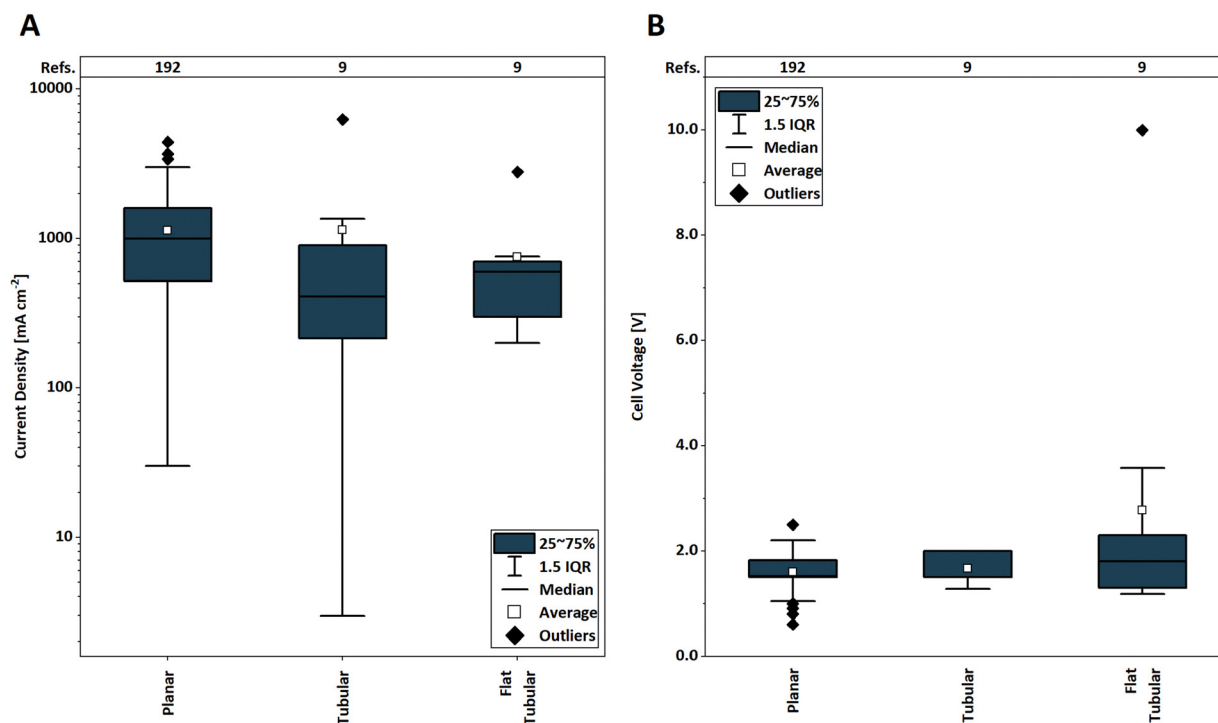 A
Refs.
192
9
9
10000
1000
100
10
Current Density [mA cm-2]
25~75%
1.5 IQR
Median
Average
Outliers
Planar
Tubular
Flat
Tubular
B
192
9
9
25~75%
1.5 IQR
Median
Average
Outliers
10.0
8.0
6.0
4.0
2.0
0.0
Refs.
Cell Voltage [V]
Planar
Tubular
Flat
Tubular